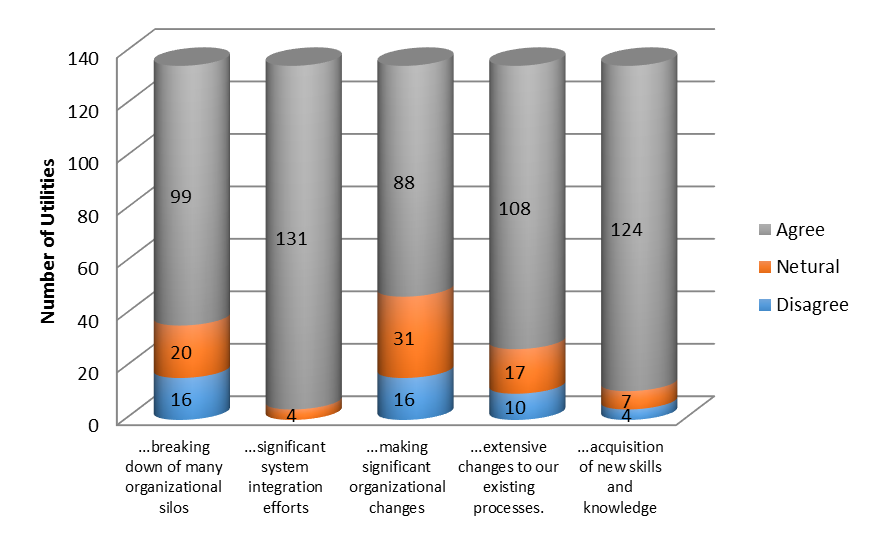 Number of Utilities
140
120
100
80
60
40
20
0
99
131
88
108
124
20
4
31
17
7
16
16
10
4
...breaking
down of many
organizational
silos
...significant
system
integration
efforts
...making
significant
organizational
changes
...extensive
changes to our
existing
processes.
...acquisition
of new skills
and
knowledge
Agree
Netural
Disagree